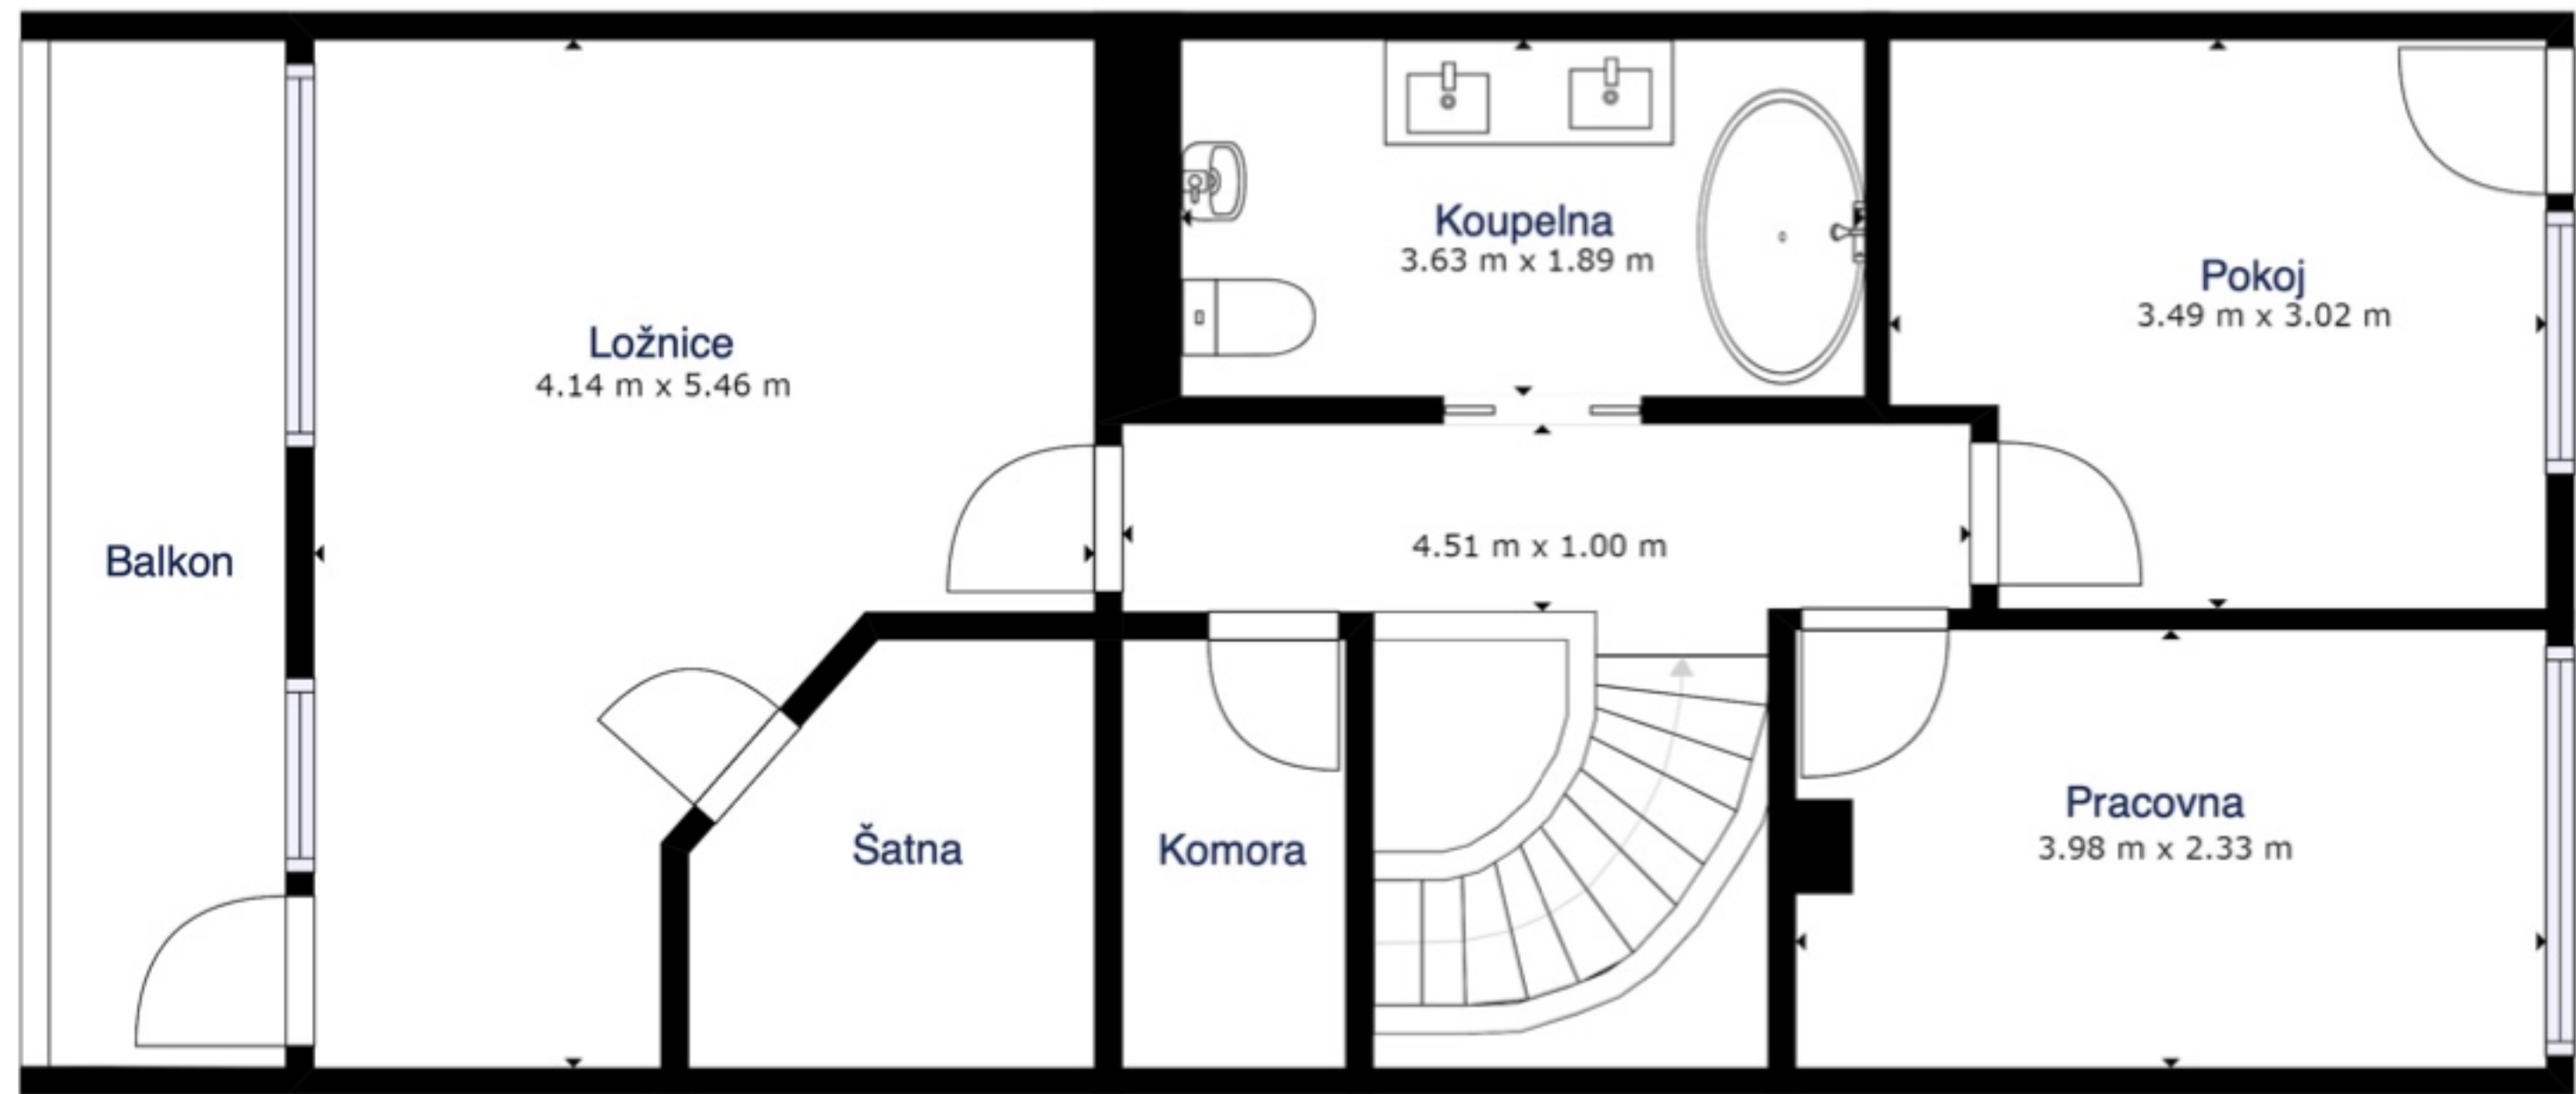 Koupelna
3.63 m x 1.89 m
Pokoj
3.49 m x 3.02 m
Ložnice
4.14 m x 5.46 m
Balkon
4.51 m x 1.00 m
Šatna
Komora
Pracovna
3.98 m x 2.33 m